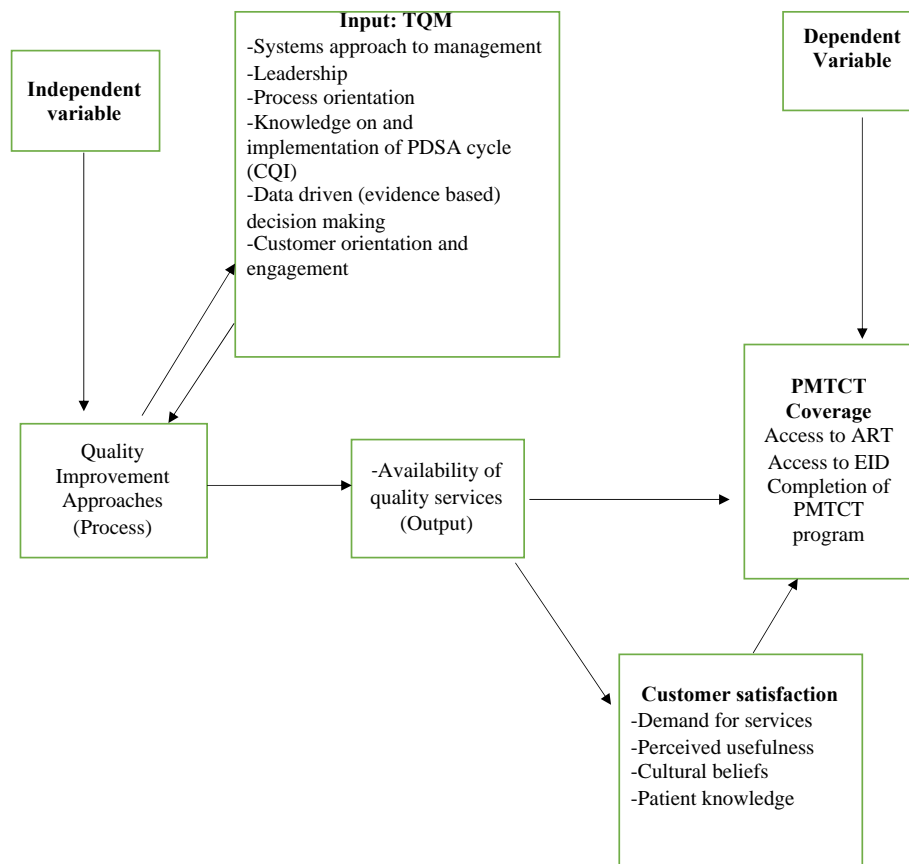 Input: TQM
-Systems approach to management
-Leadership
-Process orientation
-Knowledge on and
implementation of PDSA cycle
(CQI)
-Data driven (evidence based)
decision making
-Customer orientation and
engagement
Dependent
Variable
Independent
variable
Quality
Improvement
Approaches
(Process)
-Availability of
quality services
(Output)
PMTCT
Coverage
Access to ART
Access to EID
Completion of
PMTCT
program
Customer satisfaction
-Demand for services
-Perceived usefulness
-Cultural beliefs
-Patient knowledge